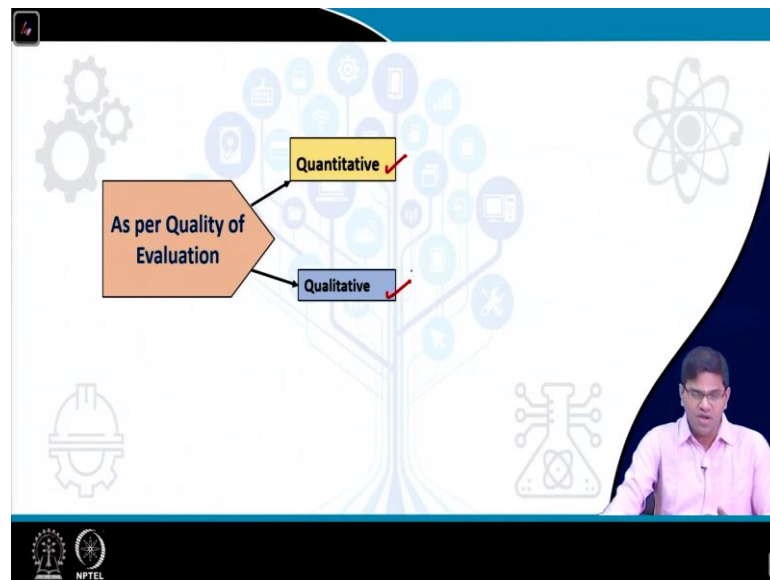 Quantitative
As per Quality of
Evaluation
Qualitative
NPTEL